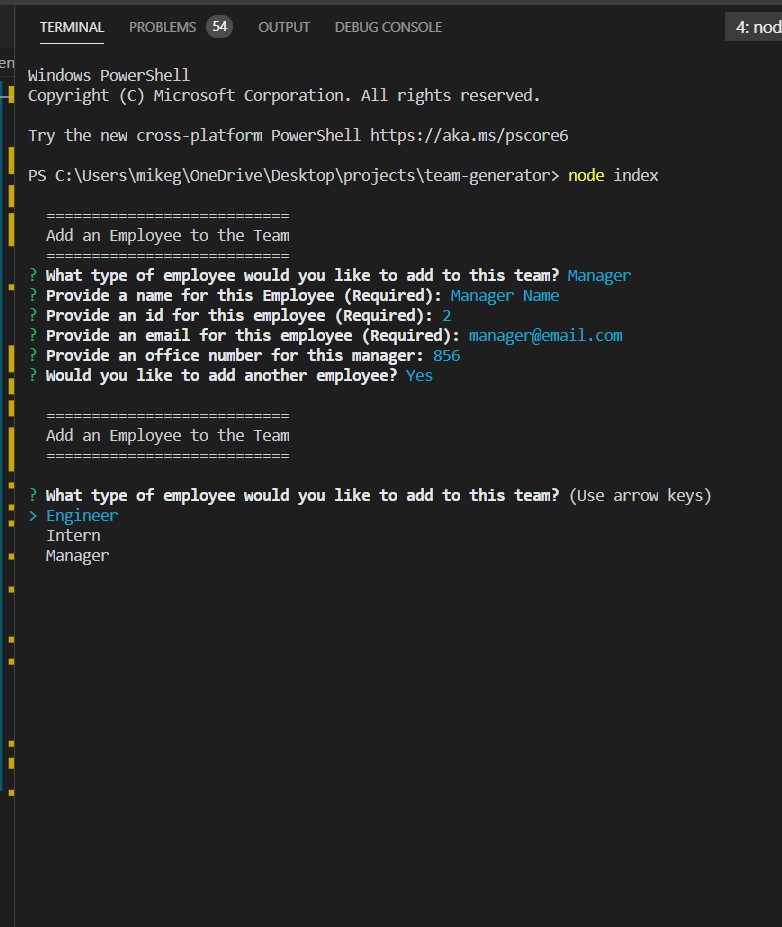 TERMINAL PROBLEMS 54 OUTPUT DEBUG CONSOLE 4: nod
en
Windows PowerShell
Copyright (C) Microsoft Corporation. All rights reserved.
Try the new cross-platform PowerShell https://aka.ms/pscore6
PS C:\Users\mikeg\OneDrive\Desktop\projects\team-generator> node index
===========================
Add an Employee to the Team
===========================
? What type of employee would you like to add to this team? Manager
? Provide a name for this Employee (Required): Manager Name
? Provide an id for this employee (Required): 2
? Provide an email for this employee (Required): manager@email.com
? Provide an office number for this manager: 856
? Would you like to add another employee? Yes
===========================
Add an Employee to the Team
===========================
? What type of employee would you like to add to this team? (Use arrow keys)
> Engineer
Intern
Manager